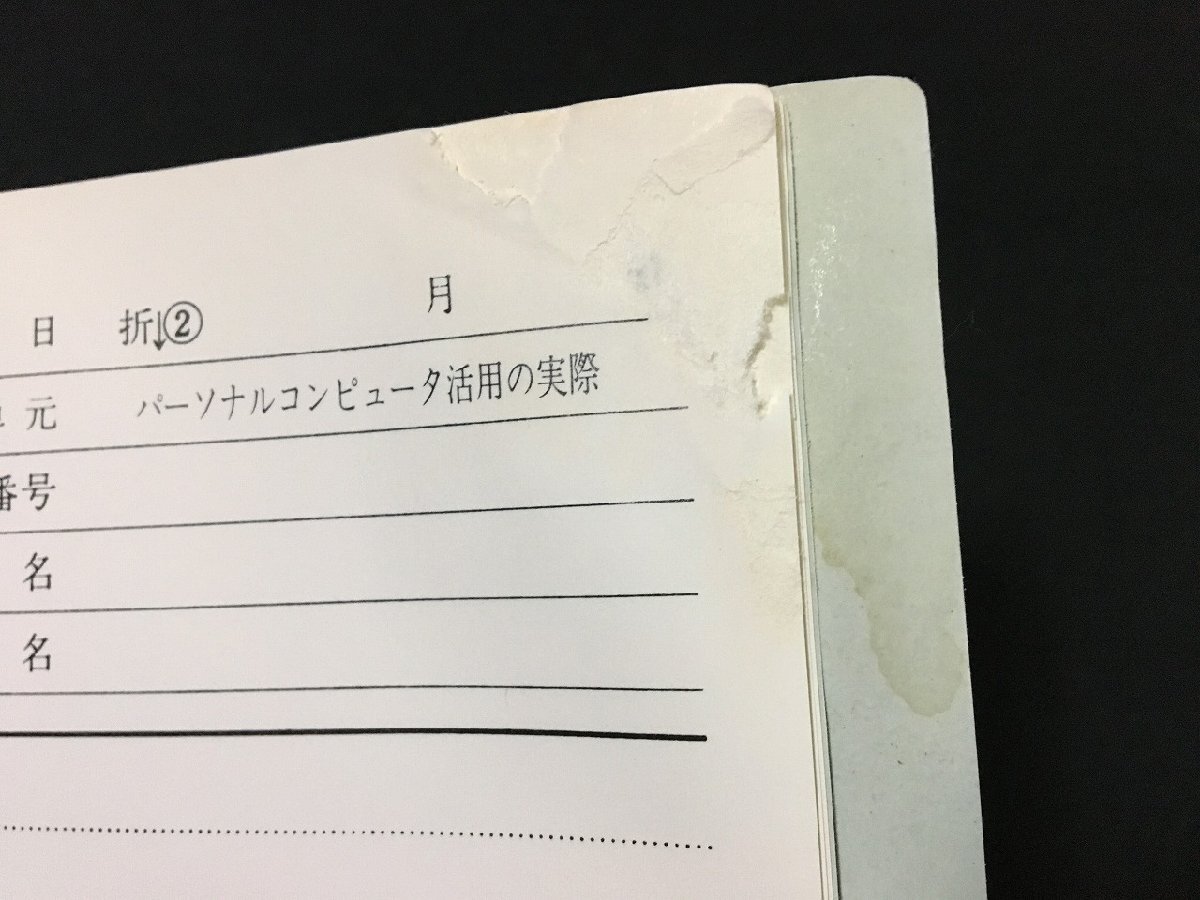 日 折↓② 月
元 パーソナルコンピュータ活用の実際
番号
名
名